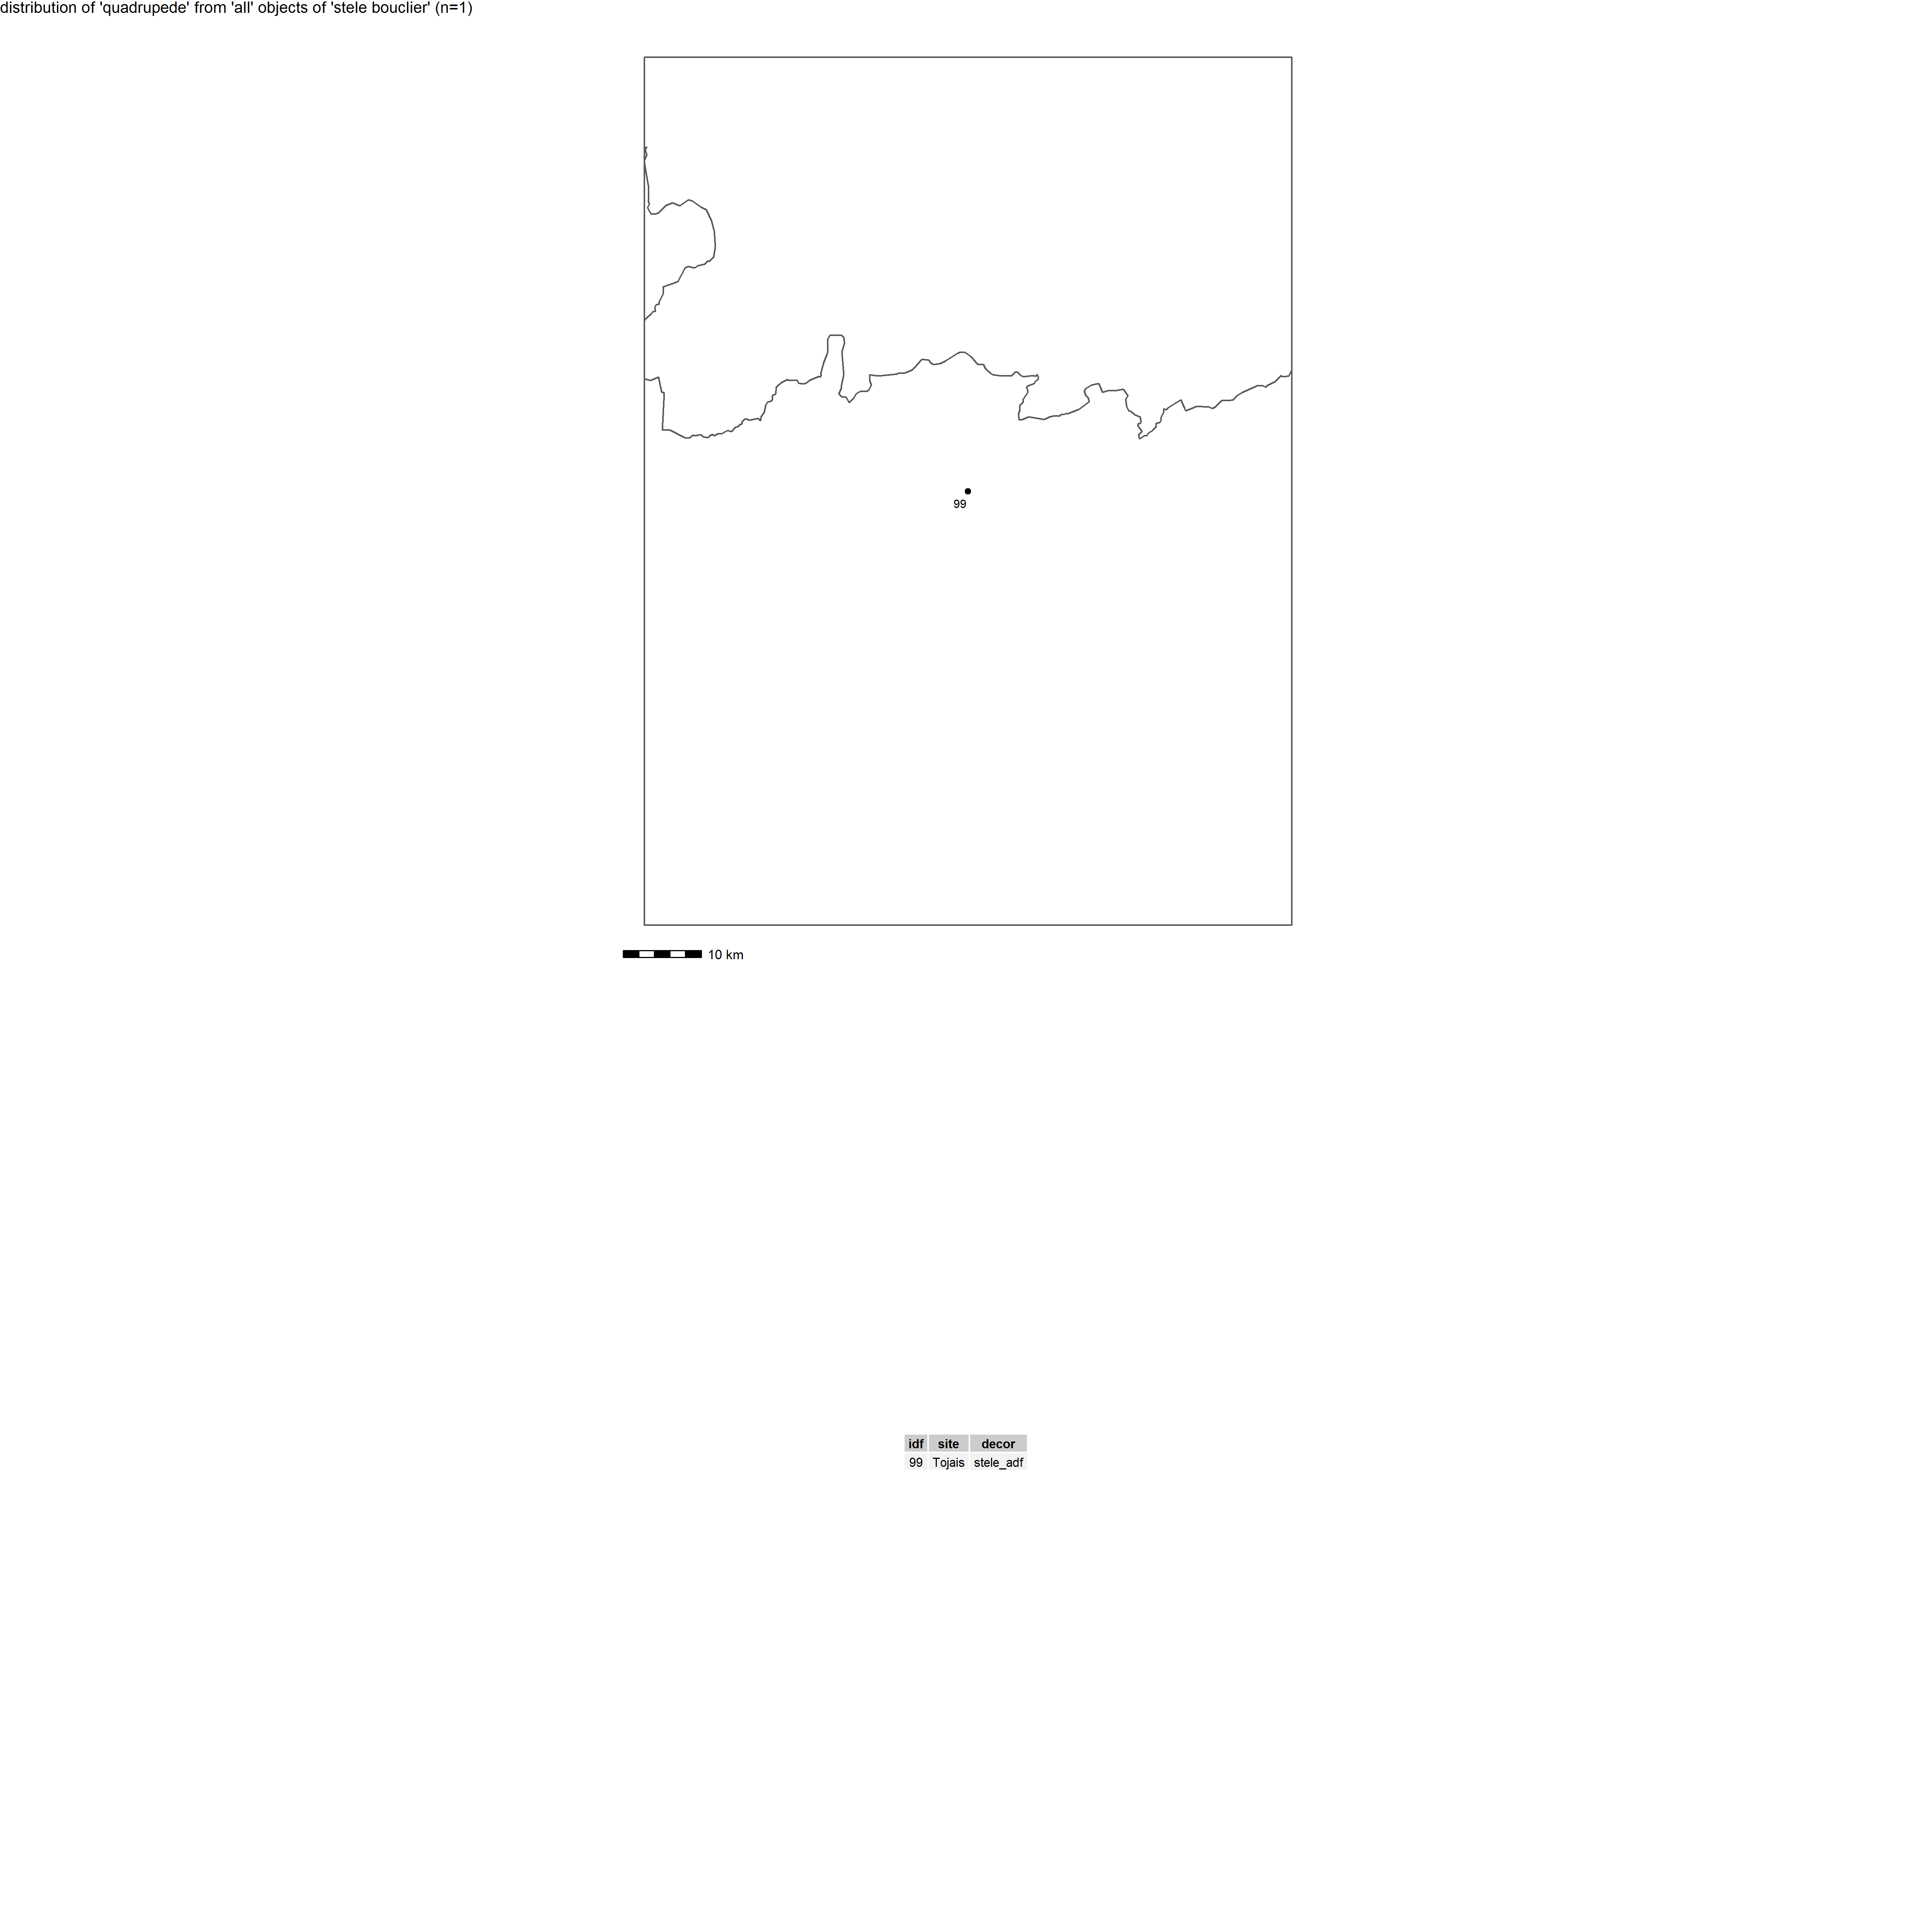 distribution of 'quadrupede' from 'all' objects of 'stele bouclier' (n=1)
99
10 km
idf site decor
99 Tojais stele_adf